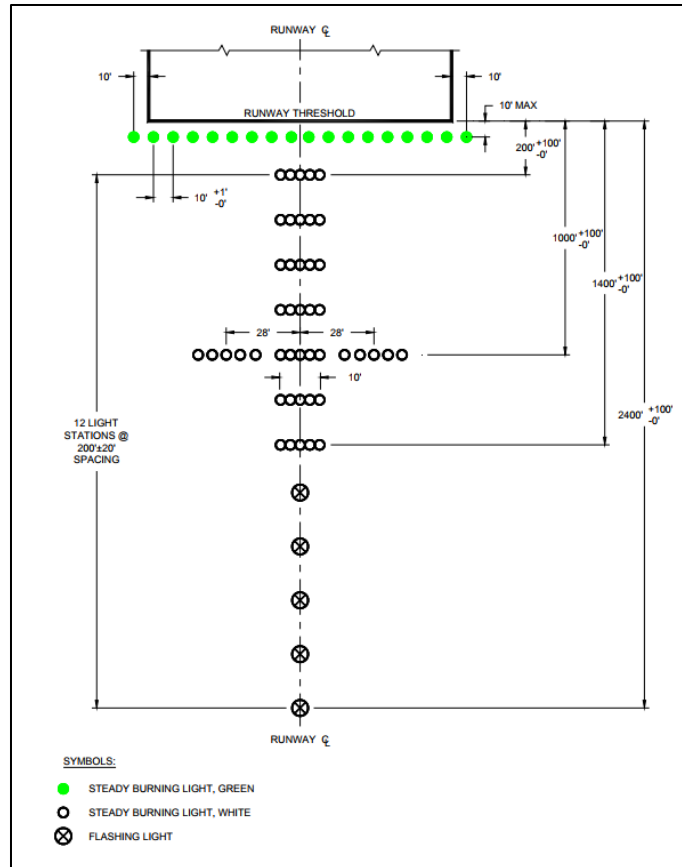 RUNWAY ℄
10'
10'
RUNWAY THRESHOLD
10' MAX
200' +100'
-0'
10' +1'
-0'
1000' +100'
-0'
1400' +100'
-0'
28'
28'
10'
12 LIGHT
STATIONS @
200'±20'
SPACING
2400' +100'
-0'
RUNWAY ℄
SYMBOLS:
STEADY BURNING LIGHT, GREEN
STEADY BURNING LIGHT, WHITE
FLASHING LIGHT